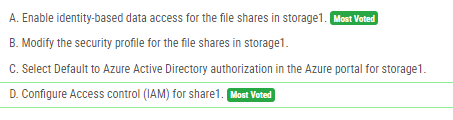 A. Enable identity-based data access for the file shares in storage1. Most Voted
B. Modify the security profile for the file shares in storage1.
C. Select Default to Azure Active Directory authorization in the Azure portal for storage1.
D. Configure Access control (IAM) for share1. Most Voted